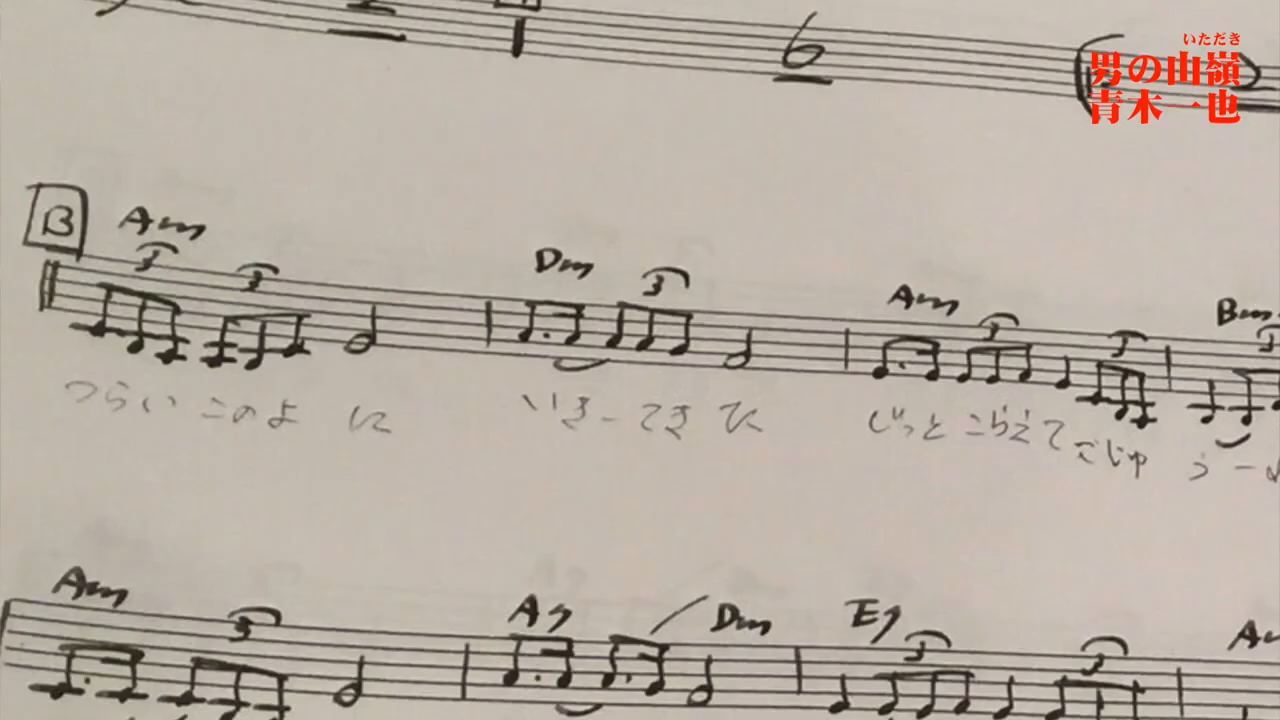 いただき
男の山嶺
青木一也
6
B Am Dm Am Bm
3 3 3 3 3
つらい このよ に いきーてき ひ じっと こらえて ごじゅ うー
Am A7 Dm E7
3 3 3